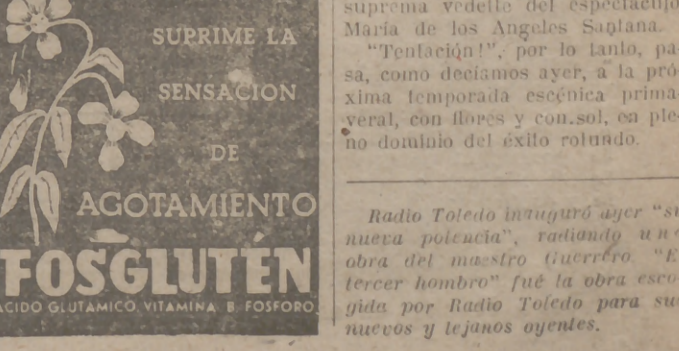 SUPRIME LA
SENSACION
DE
AGOTAMIENTO
FOSGLUTÉN
ACIDO GLUTAMICO VITAMINA B FOSFORO
suprema vedette del espectáculo
María de los Angeles Santana.
"Tentación!", por lo tanto, pa-
sa, como decíamos ayer, a la pró-
xima temporada escénica prima-
veral, con flores y con sol, en ple-
no dominio del éxito rotundo.
Radio Toledo inauguró ayer "su
nueva potencia", radiando una
obra del maestro Guerrero. "E
tercer hombro" fué la obra esco-
gida por Radio Toledo para su
nuevos y lejanos oyentes.